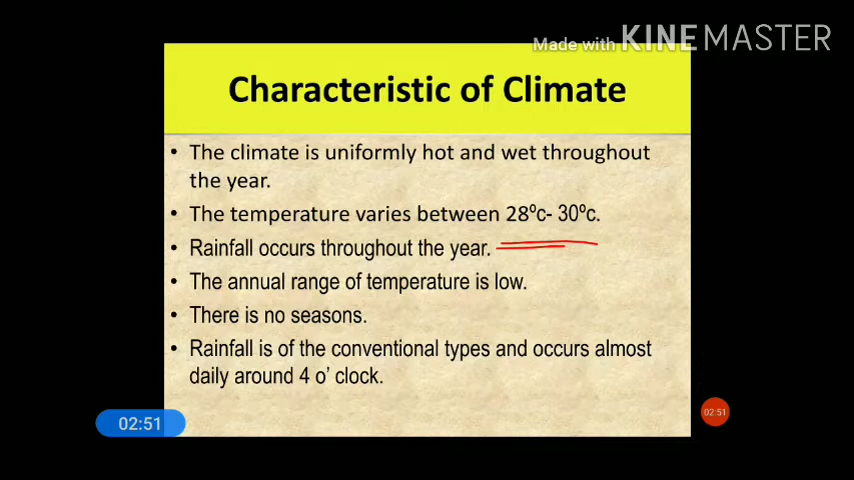 Made with KINEMASTER
Characteristic of Climate
• The climate is uniformly hot and wet throughout
the year.
• The temperature varies between 28⁰c- 30⁰c.
• Rainfall occurs throughout the year.
• The annual range of temperature is low.
• There is no seasons.
• Rainfall is of the conventional types and occurs almost
daily around 4 o' clock.
02:51
02:51